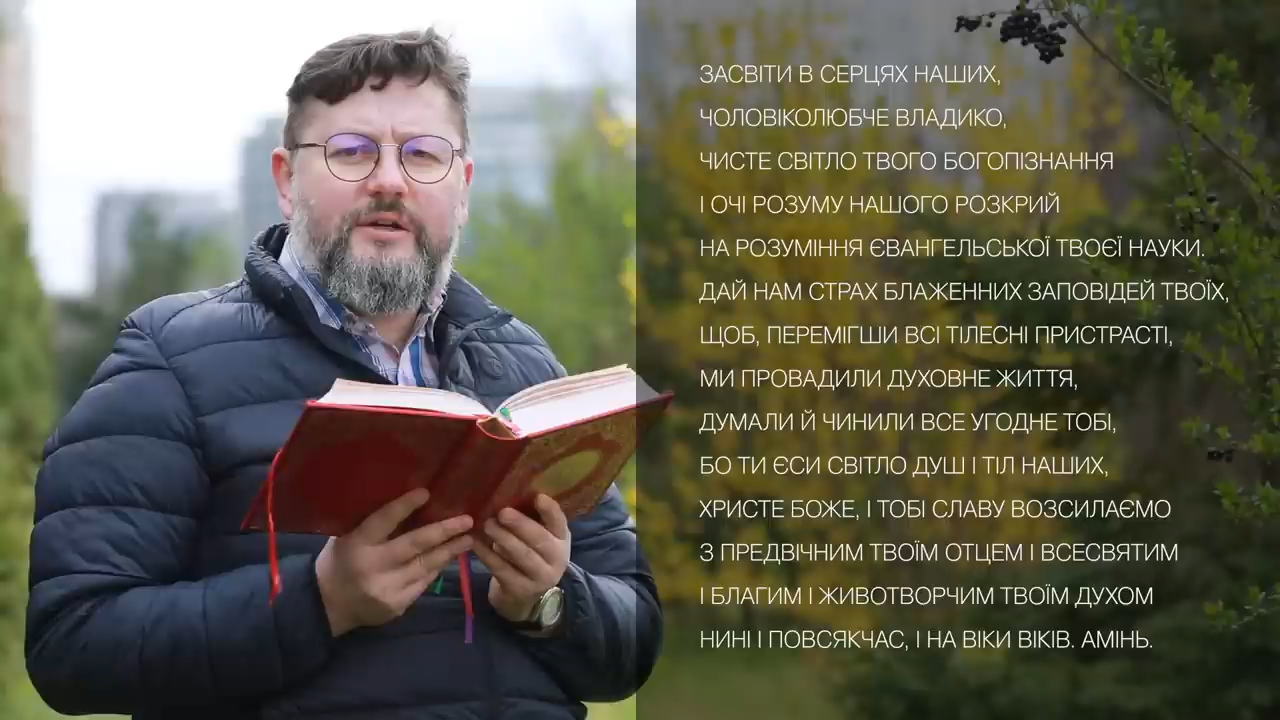 ЗАСВІТИ В СЕРЦЯХ НАШИХ,
ЧОЛОВІКОЛЮБЧЕ ВЛАДИКО,
ЧИСТЕ СВІТЛО ТВОГО БОГОПІЗНАННЯ
І ОЧІ РОЗУМУ НАШОГО РОЗКРИЙ
НА РОЗУМІННЯ ЄВАНГЕЛЬСЬКОЇ ТВОЄЇ НАУКИ.
ДАЙ НАМ СТРАХ БЛАЖЕННИХ ЗАПОВІДЕЙ ТВОЇХ,
ЩОБ, ПЕРЕМІГШИ ВСІ ТІЛЕСНІ ПРИСТРАСТІ,
МИ ПРОВАДИЛИ ДУХОВНЕ ЖИТТЯ,
ДУМАЛИ Й ЧИНИЛИ ВСЕ УГОДНЕ ТОБІ,
БО ТИ ЄСИ СВІТЛО ДУШ І ТІЛ НАШИХ,
ХРИСТЕ БОЖЕ, І ТОБІ СЛАВУ ВОЗСИЛАЄМО
З ПРЕДВІЧНИМ ТВОЇМ ОТЦЕМ І ВСЕСВЯТИМ
І БЛАГИМ І ЖИВОТВОРЧИМ ТВОЇМ ДУХОМ
НИНІ І ПОВСЯКЧАС, І НА ВІКИ ВІКІВ. АМІНЬ.